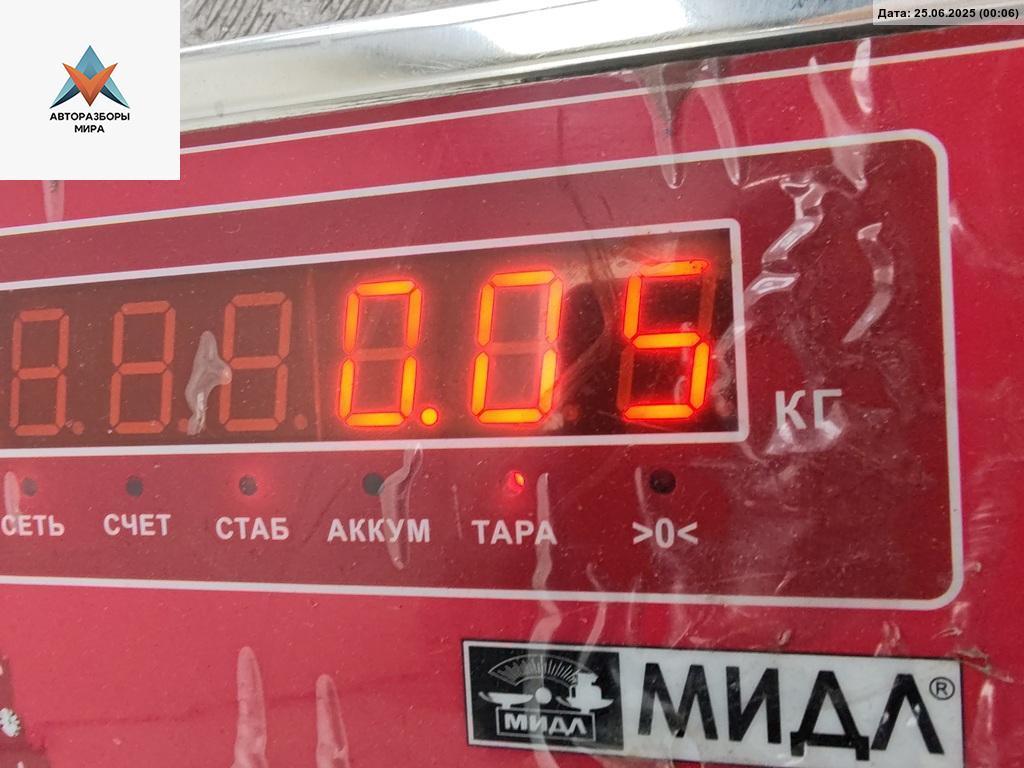 Дата: 25.06.2025 (00:06)
АВТОРАЗБОРЫ
МИРА
0.05
КГ
СЕТЬ СЧЕТ СТАБ АККУМ ТАРА >0<
МИДЛ МИДЛ®